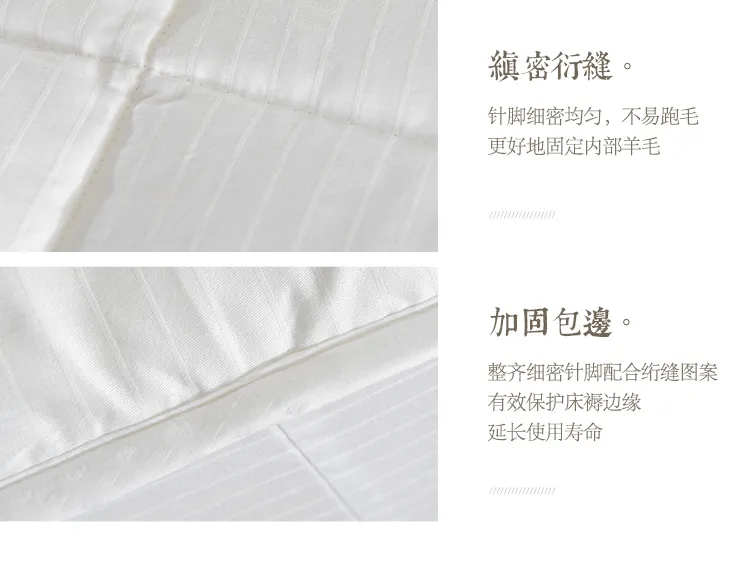 縝密衍縫。
针脚细密均匀，不易跑毛
更好地固定内部羊毛
加固包邊。
整齐细密针脚配合绗缝图案
有效保护床褥边缘
延长使用寿命